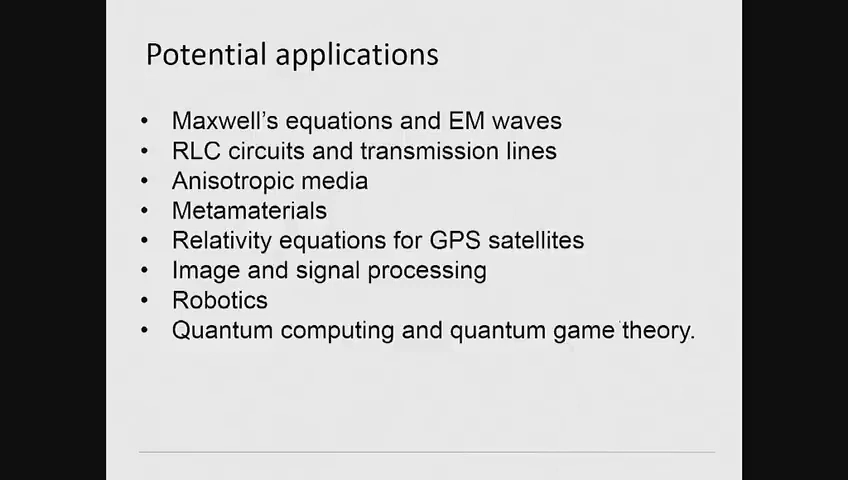 Potential applications
• Maxwell's equations and EM waves
• RLC circuits and transmission lines
• Anisotropic media
• Metamaterials
• Relativity equations for GPS satellites
• Image and signal processing
• Robotics
• Quantum computing and quantum game theory.